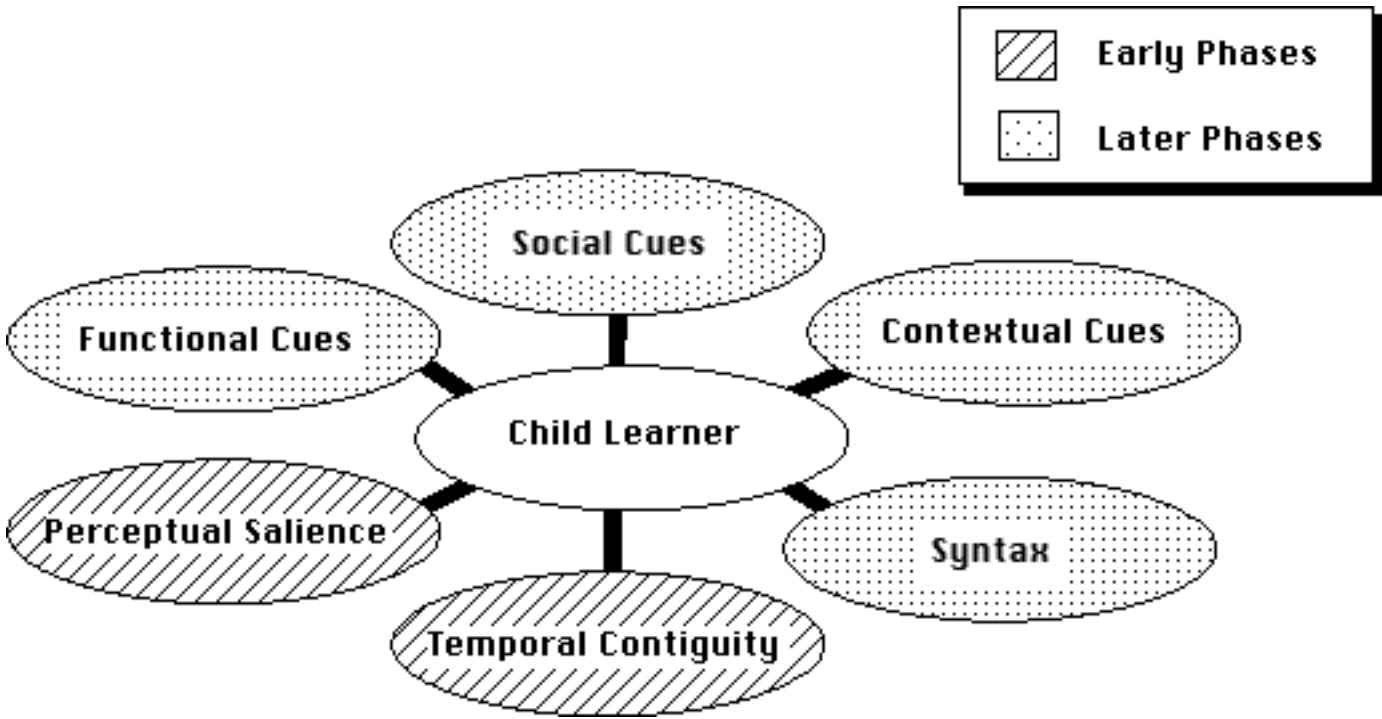 Early Phases
Later Phases
Social Cues
Functional Cues
Contextual Cues
Child Learner
Perceptual Salience
Syntax
Temporal Contiguity